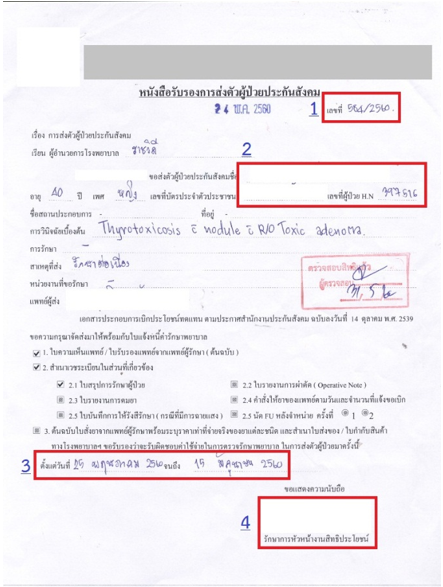 หนังสือรับรองการส่งตัวผู้ป่วยประกันสังคม
24 พ.ค. 2560
1 เลขที่ 584/2560
เรื่อง การส่งตัวผู้ป่วยประกันสังคม
เรียน ผู้อำนวยการโรงพยาบาล ราชวิถี
2
ขอส่งตัวผู้ป่วยประกันสังคมชื่อ
อายุ 40 ปี เพศ หญิง เลขที่บัตรประจำตัวประชาชน เลขที่ผู้ป่วย H.N
ชื่อสถานประกอบการ - ที่อยู่ -
การวินิจฉัยเบื้องต้น Thyrotoxicosis c̄ nodule c̄ R/O Toxic adenoma.
การรักษา -
สาเหตุที่ส่ง รักษาต่อเนื่อง
หน่วยงานที่ขอรักษา
แพทย์ผู้ส่ง
ตรวจสอบสิทธิแล้ว
ผู้ตรวจสอบ
เอกสารประกอบการเบิกประโยชน์ทดแทน ตามประกาศสำนักงานประกันสังคม ฉบับลงวันที่ 14 ตุลาคม พ.ศ. 2539
ขอความกรุณาจัดส่งมาให้พร้อมกับใบแจ้งหนี้ค่ารักษาพยาบาล
1. ใบความเห็นแพทย์ / ใบรับรองแพทย์จากแพทย์ผู้รักษา ( ต้นฉบับ )
2. สำเนาเวชระเบียนในส่วนที่เกี่ยวข้อง
2.1 ใบสรุปการรักษาผู้ป่วย 2.2 ใบรายงานการผ่าตัด ( Operative Note )
2.3 ใบรายงานการดมยา 2.4 คำสั่งให้ยาของแพทย์ตามวันและจำนวนที่แจ้งขอเบิก
2.5 ใบบันทึกการให้รังสีรักษา ( กรณีที่มีการฉายแสง ) 2.5 นัด FU หลังจำหน่าย ครั้งที่ 1 2
3. ต้นฉบับใบสั่งยาจากแพทย์ผู้รักษาพร้อมระบุราคาเท่าที่จ่ายจริงของยาแต่ละชนิด และสำเนาใบส่งของ / ใบกำกับสินค้า
ทางโรงพยาบาลฯ ขอรับรองว่าจะรับผิดชอบค่าใช้จ่ายในการตรวจรักษาพยาบาล ในการส่งตัวผู้ป่วยมาครั้งนี้
3 ตั้งแต่วันที่ 25 พฤษภาคม 2560 จนถึง 15 2560
ขอแสดงความนับถือ
4
รักษาการหัวหน้างานสิทธิประโยชน์